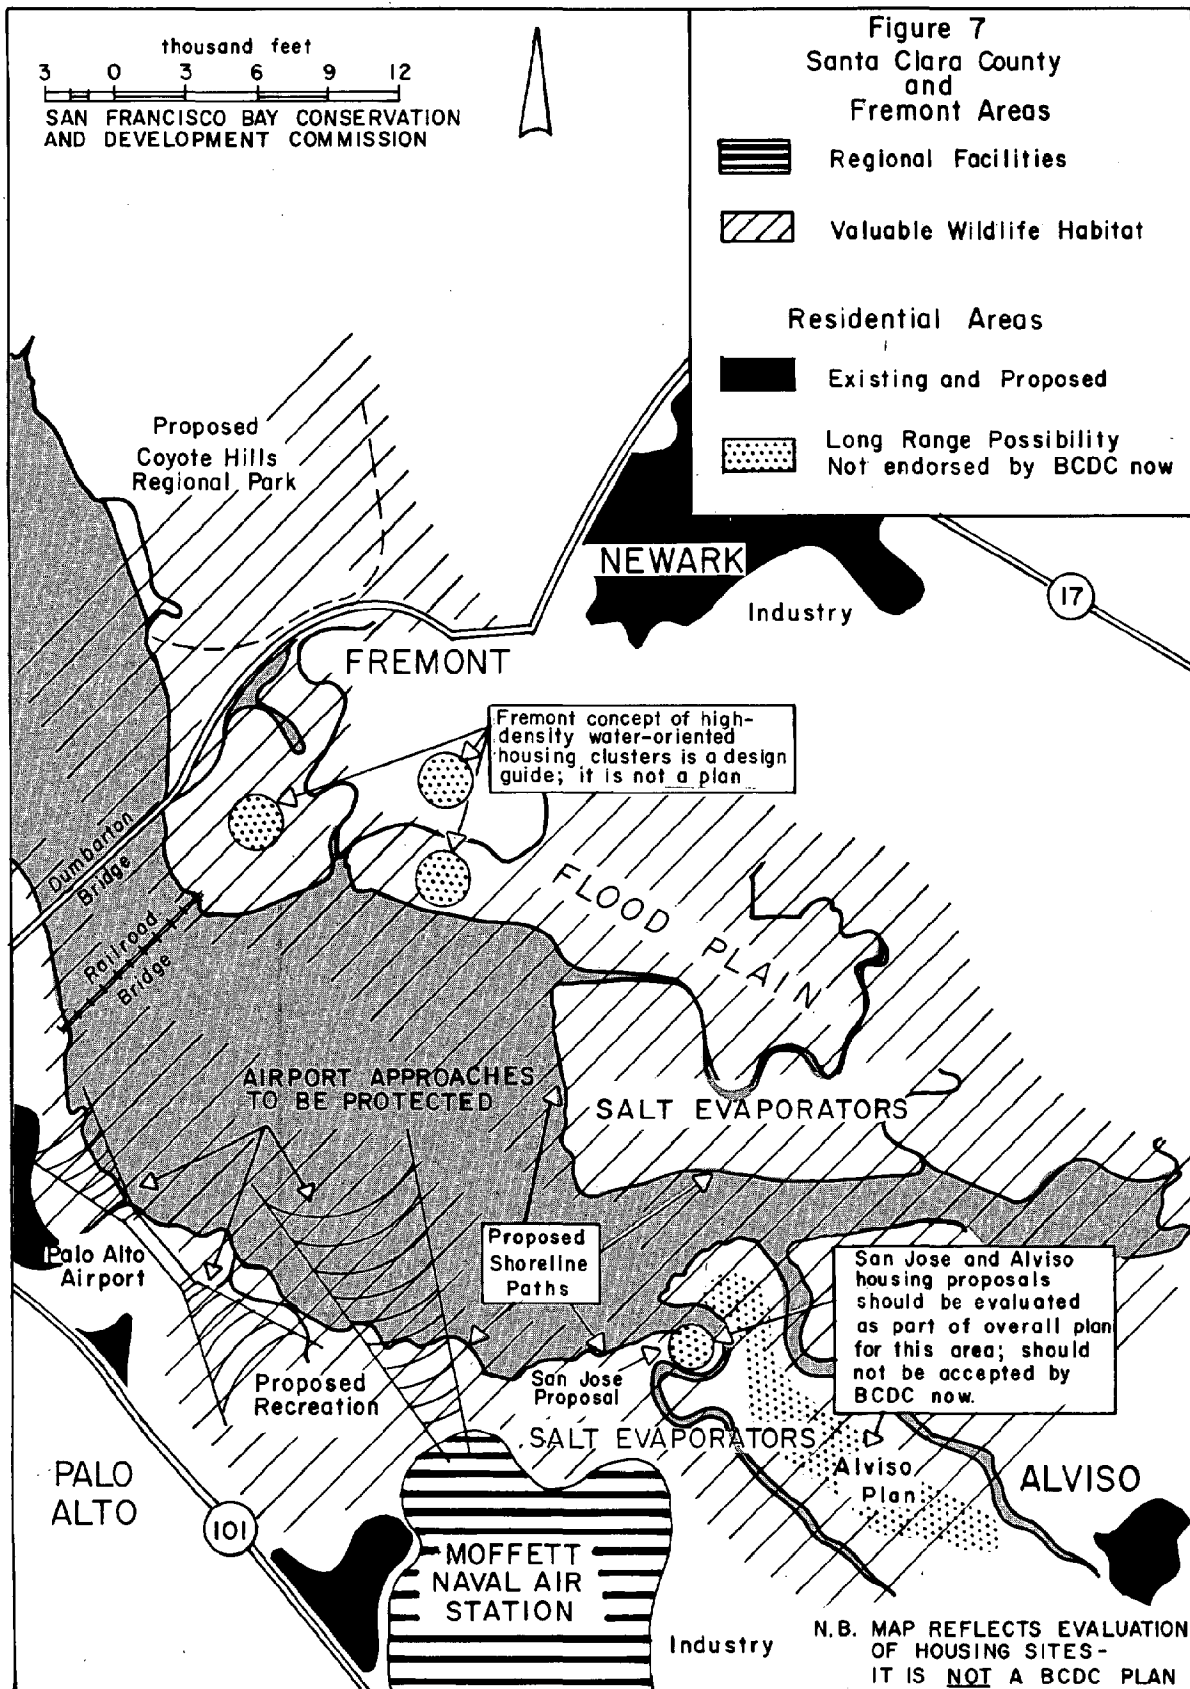 thousand feet
3 0 3 6 9 12
SAN FRANCISCO BAY CONSERVATION
AND DEVELOPMENT COMMISSION
Figure 7
Santa Clara County
and
Fremont Areas
Regional Facilities
Valuable Wildlife Habitat
Residential Areas
Existing and Proposed
Long Range Possibility
Not endorsed by BCDC now
Proposed
Coyote Hills
Regional Park
NEWARK
Industry
17
FREMONT
Fremont concept of high-
density water-oriented
housing clusters is a design
guide; it is not a plan
Dumbarton
Bridge
Railroad
Bridge
FLOOD PLAIN
AIRPORT APPROACHES
TO BE PROTECTED
SALT EVAPORATORS
Palo Alto
Airport
Proposed
Shoreline
Paths
San Jose and Alviso
housing proposals
should be evaluated
as part of overall plan
for this area; should
not be accepted by
BCDC now.
Proposed
Recreation
San Jose
Proposal
SALT EVAPORATORS
Alviso
Plan
ALVISO
PALO
ALTO
101
MOFFETT
NAVAL AIR
STATION
Industry
N.B. MAP REFLECTS EVALUATION
OF HOUSING SITES-
IT IS NOT A BCDC PLAN